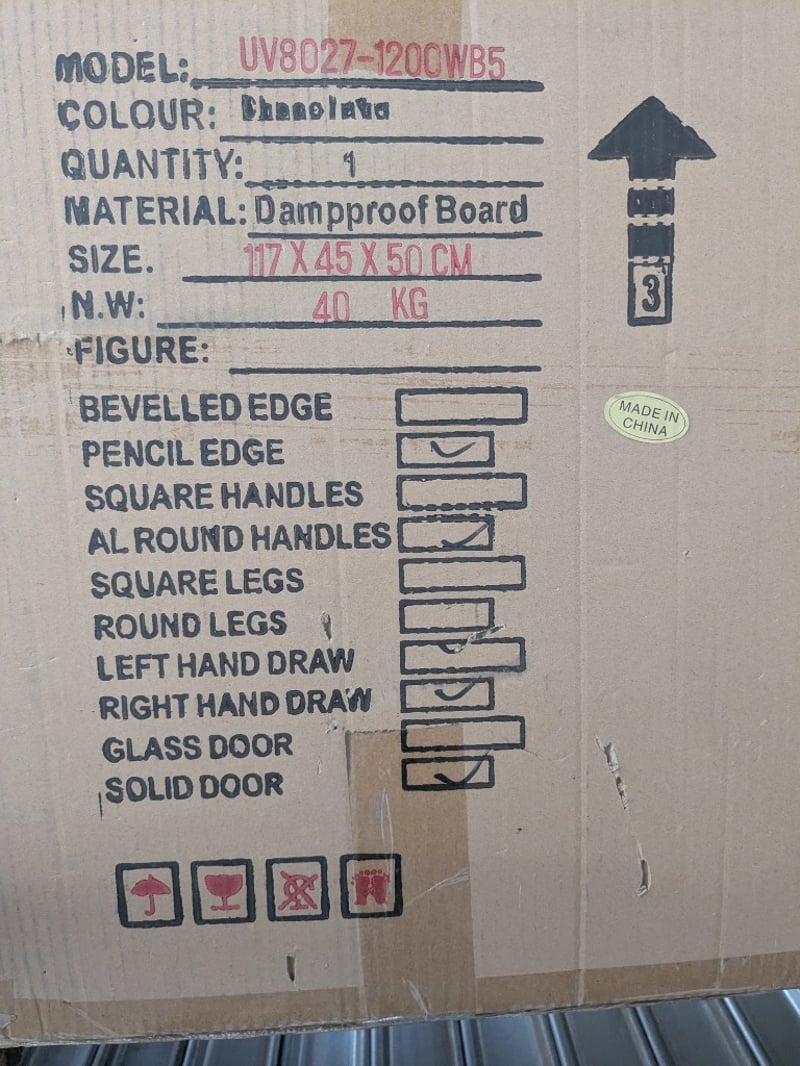 MODEL: UV8027-1200WB5
COLOUR:
QUANTITY: 1
MATERIAL: Dampproof Board
SIZE. 117 X 45 X 50 CM
N.W: 40 KG
FIGURE:
BEVELLED EDGE
PENCIL EDGE
SQUARE HANDLES
AL ROUND HANDLES
SQUARE LEGS
ROUND LEGS
LEFT HAND DRAW
RIGHT HAND DRAW
GLASS DOOR
SOLID DOOR
3
MADE IN
CHINA